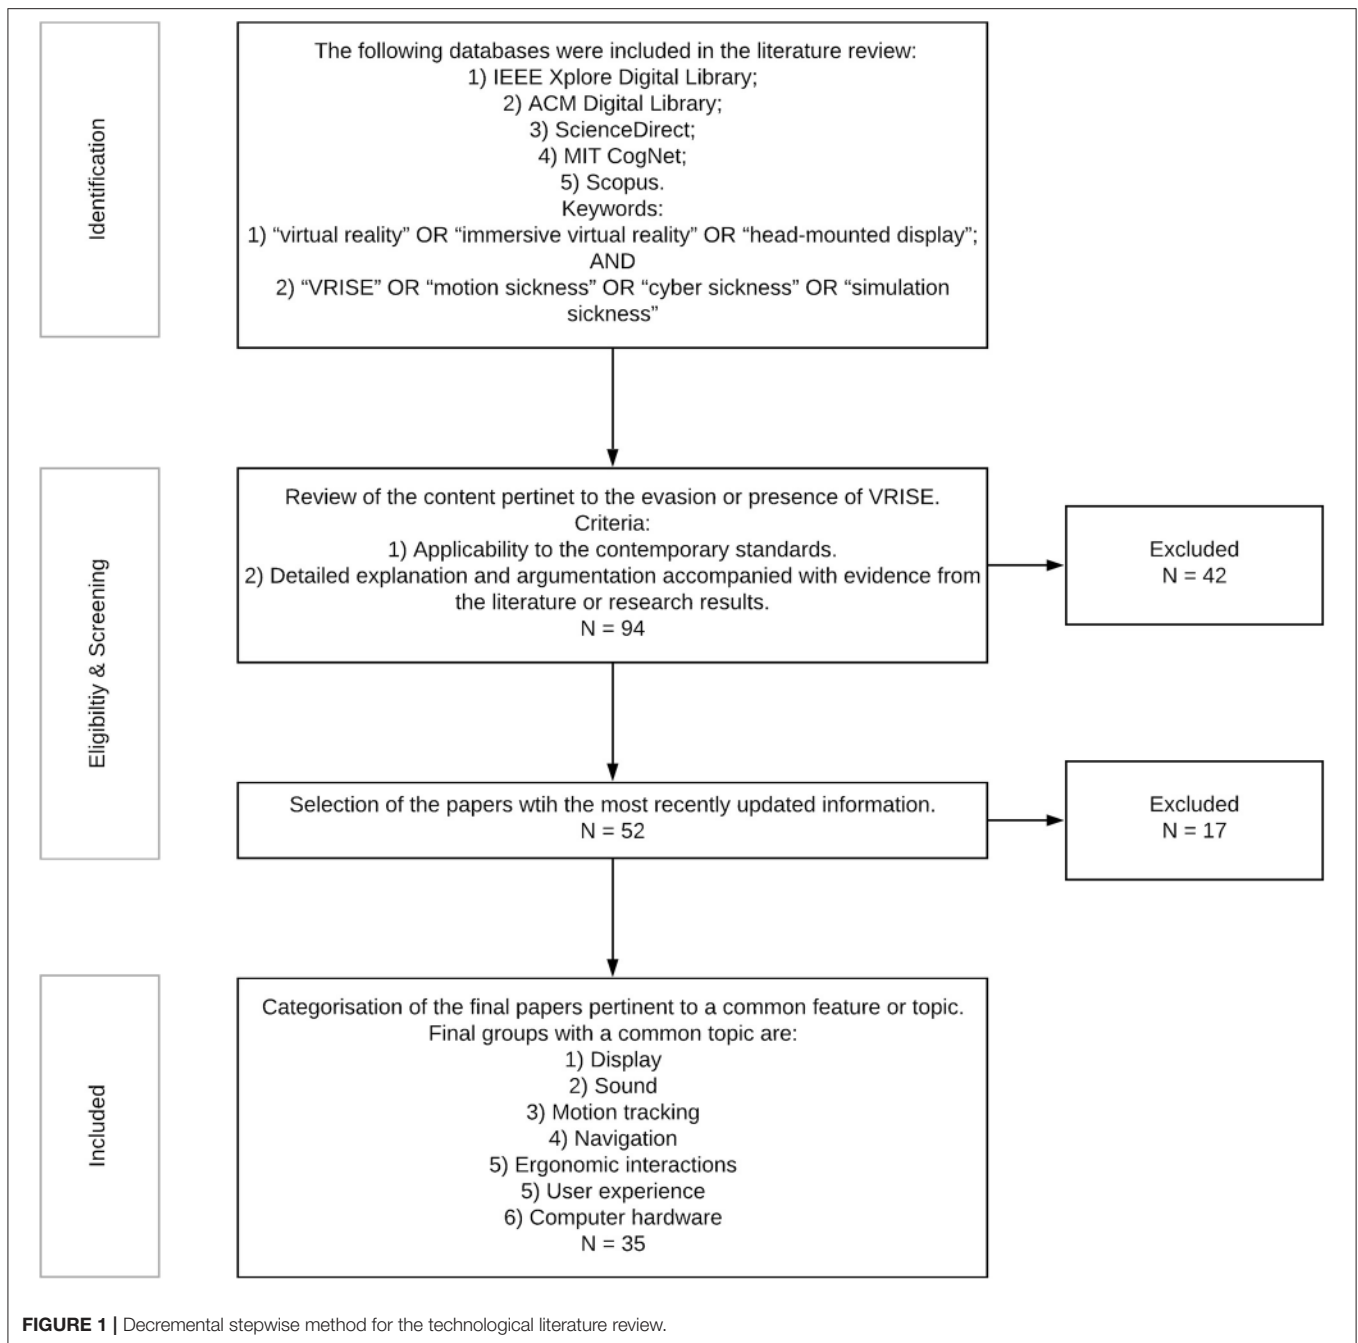 Identification
The following databases were included in the literature review:
1) IEEE Xplore Digital Library;
2) ACM Digital Library;
3) ScienceDirect;
4) MIT CogNet;
5) Scopus.
Keywords:
1) “virtual reality” OR “immersive virtual reality” OR “head-mounted display”;
AND
2) “VRISE” OR “motion sickness” OR “cyber sickness” OR “simulation
sickness”
Eligibiltiy & Screening
Review of the content pertinet to the evasion or presence of VRISE.
Criteria:
1) Applicability to the contemporary standards.
2) Detailed explanation and argumentation accompanied with evidence from
the literature or research results.
N = 94
Excluded
N = 42
Selection of the papers wtih the most recently updated information.
N = 52
Excluded
N = 17
Included
Categorisation of the final papers pertinent to a common feature or topic.
Final groups with a common topic are:
1) Display
2) Sound
3) Motion tracking
4) Navigation
5) Ergonomic interactions
5) User experience
6) Computer hardware
N = 35
FIGURE 1 | Decremental stepwise method for the technological literature review.